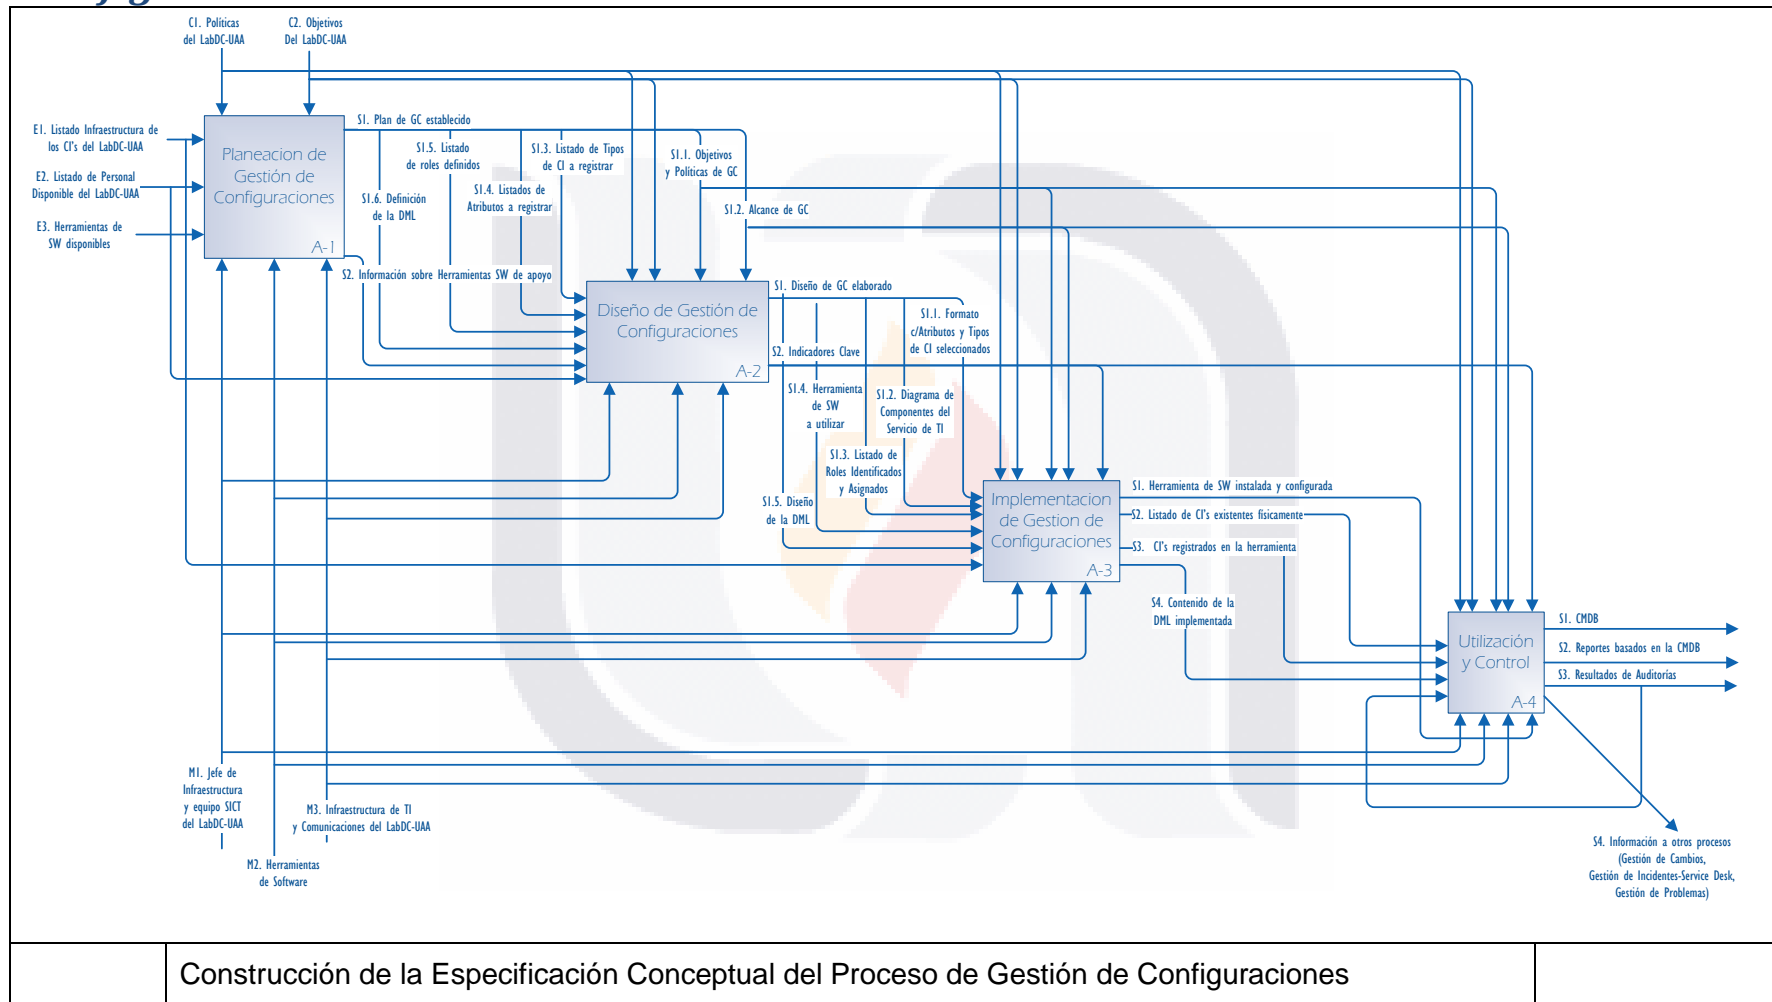 C1. Políticas
del LabDC-UAA
C2. Objetivos
Del LabDC-UAA
E1. Listado Infraestructura de
los CI's del LabDC-UAA
E2. Listado de Personal
Disponible del LabDC-UAA
E3. Herramientas de
SW disponibles
Planeacion de
Gestión de
Configuraciones
A-1
S1. Plan de GC establecido
S1.5. Listado
de roles definidos
S1.3. Listado de Tipos
de CI a registrar
S1.1. Objetivos
y Políticas de GC
S1.6. Definición
de la DML
S1.4. Listados de
Atributos a registrar
S1.2. Alcance de GC
S2. Información sobre Herramientas SW de apoyo
Diseño de Gestión de
Configuraciones
A-2
S1. Diseño de GC elaborado
S1.1. Formato
c/Atributos y Tipos
de CI seleccionados
S2. Indicadores Clave
S1.4. Herramienta
de SW
a utilizar
S1.2. Diagrama de
Componentes del
Servicio de TI
S1.3. Listado de
Roles Identificados
y Asignados
S1.5. Diseño
de la DML
Implementacion
de Gestion de
Configuraciones
A-3
S1. Herramienta de SW instalada y configurada
S2. Listado de CI's existentes físicamente
S3. CI's registrados en la herramienta
S4. Contenido de la
DML implementada
Utilización
y Control
A-4
S1. CMDB
S2. Reportes basados en la CMDB
S3. Resultados de Auditorías
M1. Jefe de
Infraestructura
y equipo SICT
del LabDC-UAA
M3. Infraestructura de TI
y Comunicaciones del LabDC-UAA
M2. Herramientas
de Software
S4. Información a otros procesos
(Gestión de Cambios,
Gestión de Incidentes-Service Desk,
Gestión de Problemas)
Construcción de la Especificación Conceptual del Proceso de Gestión de Configuraciones